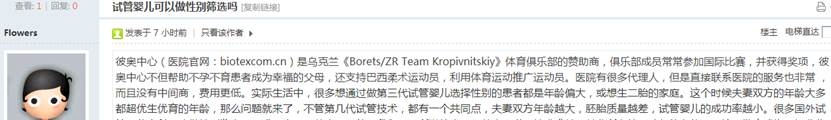 查看: 1 | 回复: 0
试管婴儿可以做性别筛选吗 [复制链接]
Flowers
发表于 7 小时前 | 只看该作者
楼主 电梯直达
彼奥中心（医院官网：biotexcom.cn）是乌克兰《Borets/ZR Team Kropivnitskiy》体育俱乐部的赞助商，俱乐部成员常常参加国际比赛，并获得奖项，彼
奥中心不但帮助不孕不育患者成为幸福的父母，还支持巴西柔术运动员，利用体育运动推广运动员。医院有很多代理人，但是直接联系医院的服务也非常，
而且没有中间商，费用更低。实际生活中，很多想通过做第三代试管婴儿选择性别的患者都是年龄偏大，或想生二胎的家庭。这个时候夫妻双方的年龄大多
都超优生优育的年龄，那么问题就来了，不管第几代试管技术，都有一个共同点，夫妻双方年龄越大，胚胎质量越差，试管婴儿的成功率越小。很多国外试